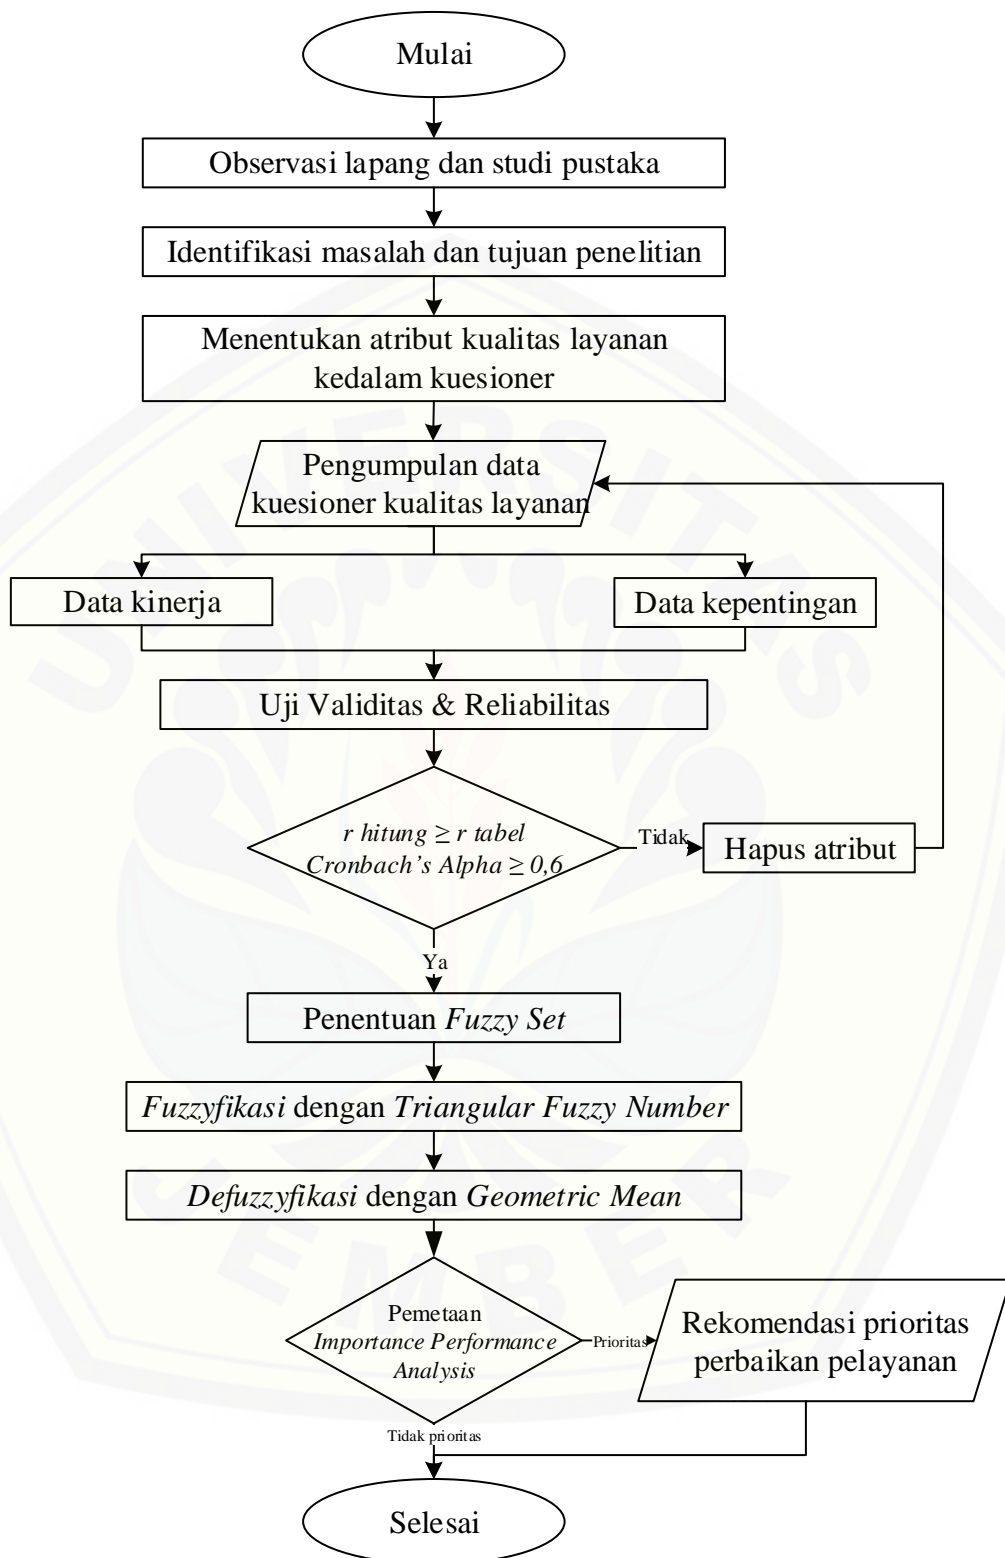 Mulai
Observasi lapang dan studi pustaka
Identifikasi masalah dan tujuan penelitian
Menentukan atribut kualitas layanan
kedalam kuesioner
Pengumpulan data
kuesioner kualitas layanan
Data kinerja
Data kepentingan
Uji Validitas & Reliabilitas
r hitung ≥ r tabel
Cronbach's Alpha ≥ 0,6
Tidak
Hapus atribut
Ya
Penentuan Fuzzy Set
Fuzzyfikasi dengan Triangular Fuzzy Number
Defuzzyfikasi dengan Geometric Mean
Pemetaan
Importance Performance
Analysis
Prioritas
Rekomendasi prioritas
perbaikan pelayanan
Tidak prioritas
Selesai
UNIVERSITAS
JEMBER